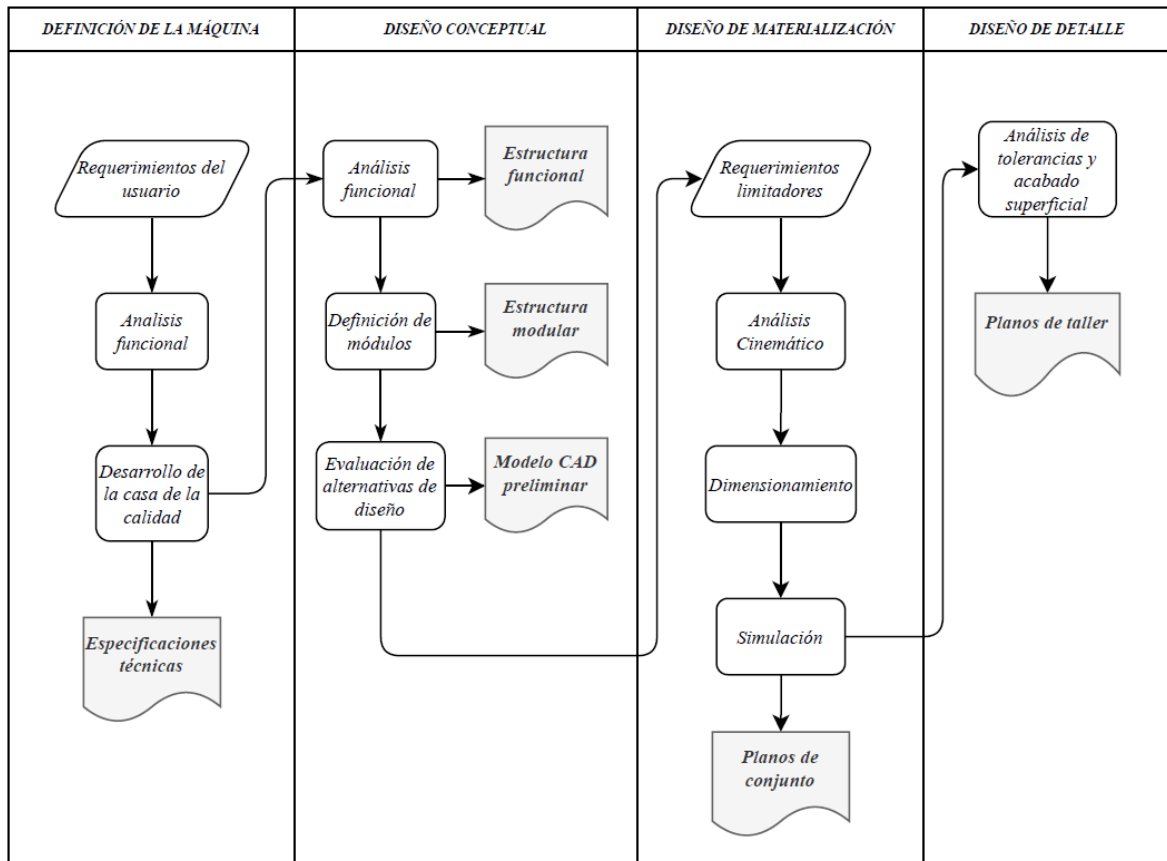 DEFINICIÓN DE LA MÁQUINA
DISEÑO CONCEPTUAL
DISEÑO DE MATERIALIZACIÓN
DISEÑO DE DETALLE
Requerimientos del
usuario
Analisis
funcional
Desarrollo de
la casa de la
calidad
Especificaciones
técnicas
Análisis
funcional
Estructura
funcional
Definición de
módulos
Estructura
modular
Evaluación de
alternativas de
diseño
Modelo CAD
preliminar
Requerimientos
limitadores
Análisis
Cinemático
Dimensionamiento
Simulación
Planos de
conjunto
Análisis de
tolerancias y
acabado
superficial
Planos de taller